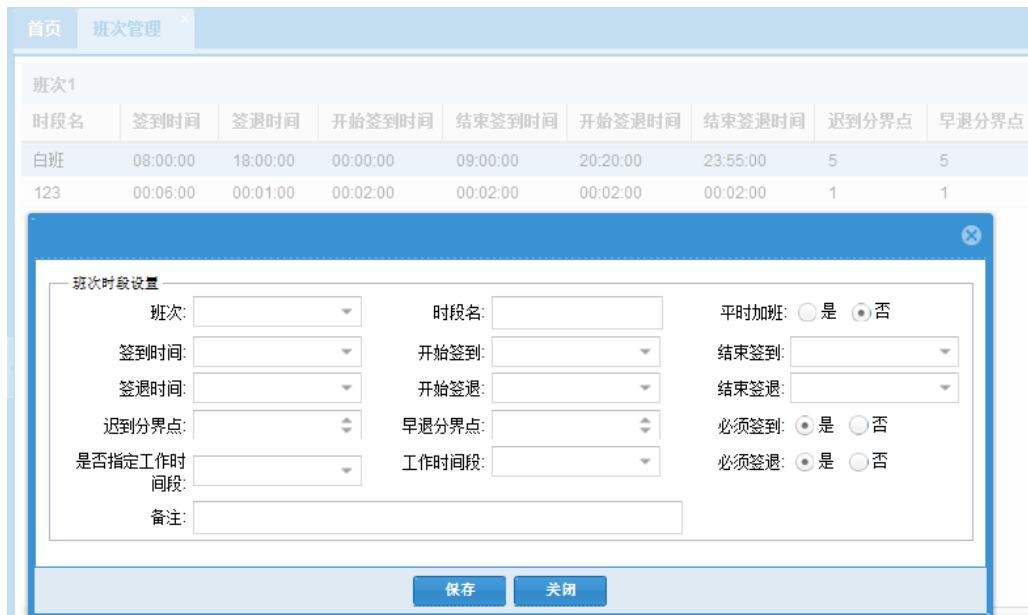 首页 班次管理
班次1
时段名 签到时间 签退时间 开始签到时间 结束签到时间 开始签退时间 结束签退时间 迟到分界点 早退分界点
白班 08:00:00 18:00:00 00:00:00 09:00:00 20:20:00 23:55:00 5 5
123 00:06:00 00:01:00 00:02:00 00:02:00 00:02:00 00:02:00 1 1
班次时段设置
班次: 时段名: 平时加班: 是 否
签到时间: 开始签到: 结束签到:
签退时间: 开始签退: 结束签退:
迟到分界点: 早退分界点: 必须签到: 是 否
是否指定工作时
间段: 工作时间段: 必须签退: 是 否
备注:
保存 关闭